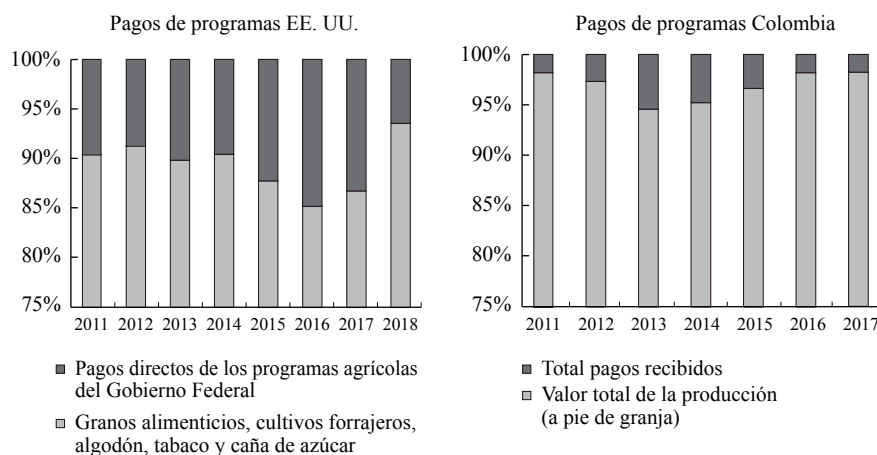 Pagos de programas EE. UU.
100%
95%
90%
85%
80%
75%
2011 2012 2013 2014 2015 2016 2017 2018
Pagos directos de los programas agrícolas
del Gobierno Federal
Granos alimenticios, cultivos forrajeros,
algodón, tabaco y caña de azúcar
Pagos de programas Colombia
100%
95%
90%
85%
80%
75%
2011 2012 2013 2014 2015 2016 2017
Total pagos recibidos
Valor total de la producción
(a pie de granja)